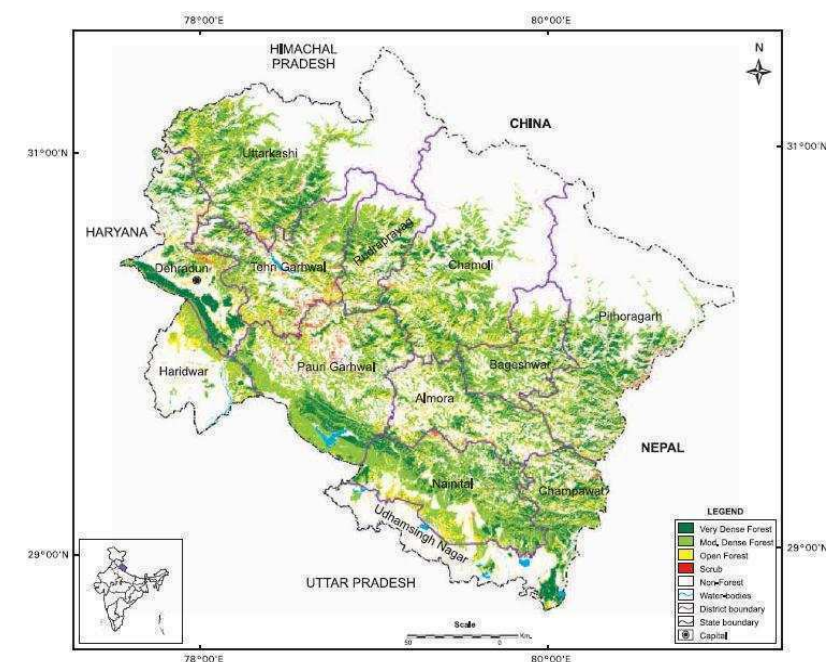 78°00'E
80°00'E
HIMACHAL
PRADESH
N
CHINA
31°00'N
31°00'N
Uttarkashi
HARYANA
Rudraprayag
Dehradun
Tehri Garhwal
Chamoli
Pithoragarh
Haridwar
Pauri Garhwal
Bageshwar
Almora
NEPAL
Nainital
Champawat
Udhamsingh Nagar
UTTAR PRADESH
29°00'N
29°00'N
LEGEND
Very Dense Forest
Mod. Dense Forest
Open Forest
Scrub
Non-Forest
Water-bodies
District boundary
State boundary
Capital
Scale
50
0
Km.
78°00'E
80°00'E